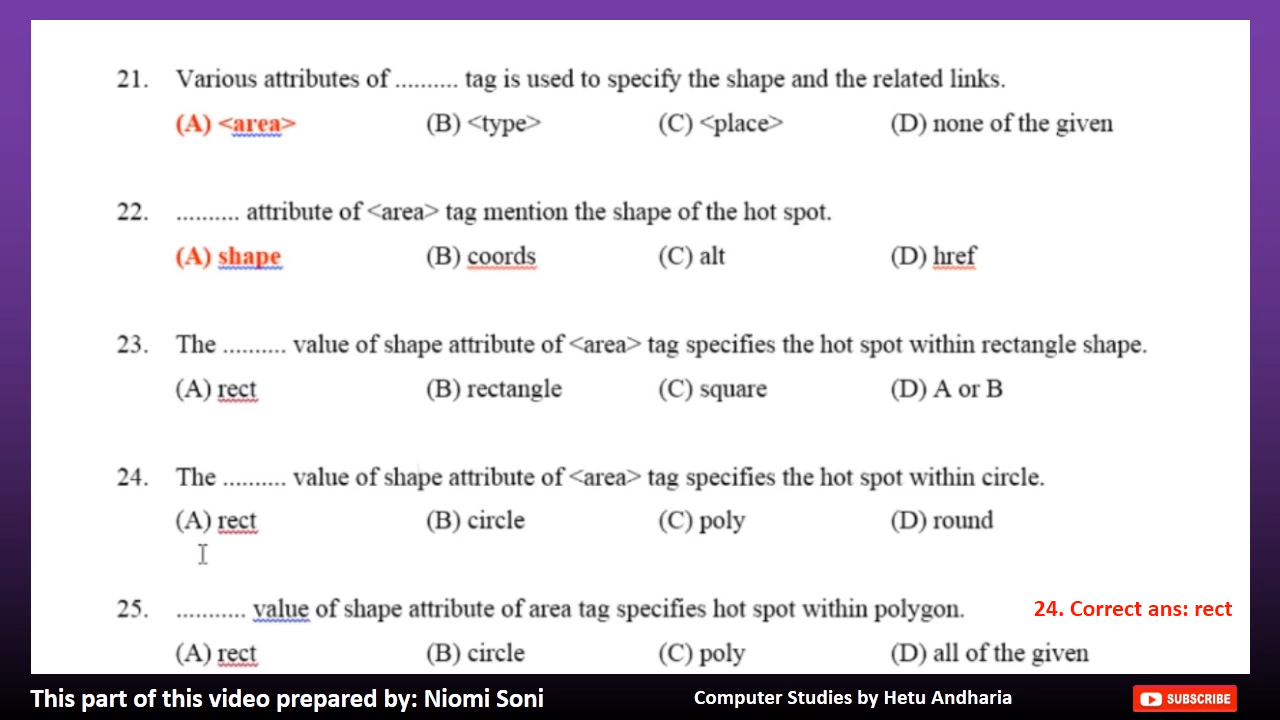 21. Various attributes of .......... tag is used to specify the shape and the related links.
(A) <area> (B) <type> (C) <place> (D) none of the given
22. .......... attribute of <area> tag mention the shape of the hot spot.
(A) shape (B) coords (C) alt (D) href
23. The .......... value of shape attribute of <area> tag specifies the hot spot within rectangle shape.
(A) rect (B) rectangle (C) square (D) A or B
24. The .......... value of shape attribute of <area> tag specifies the hot spot within circle.
(A) rect (B) circle (C) poly (D) round
25. ........... value of shape attribute of area tag specifies hot spot within polygon. 24. Correct ans: rect
(A) rect (B) circle (C) poly (D) all of the given
This part of this video prepared by: Niomi Soni Computer Studies by Hetu Andharia SUBSCRIBE